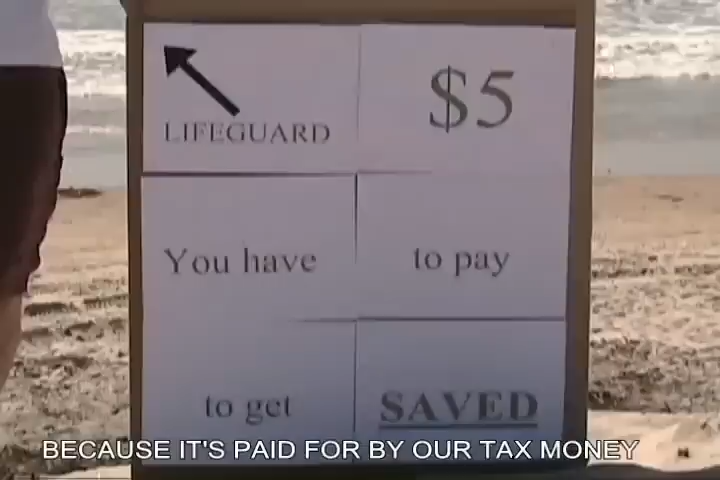 LIFEGUARD
$5
You have to pay
to get SAVED
BECAUSE IT'S PAID FOR BY OUR TAX MONEY